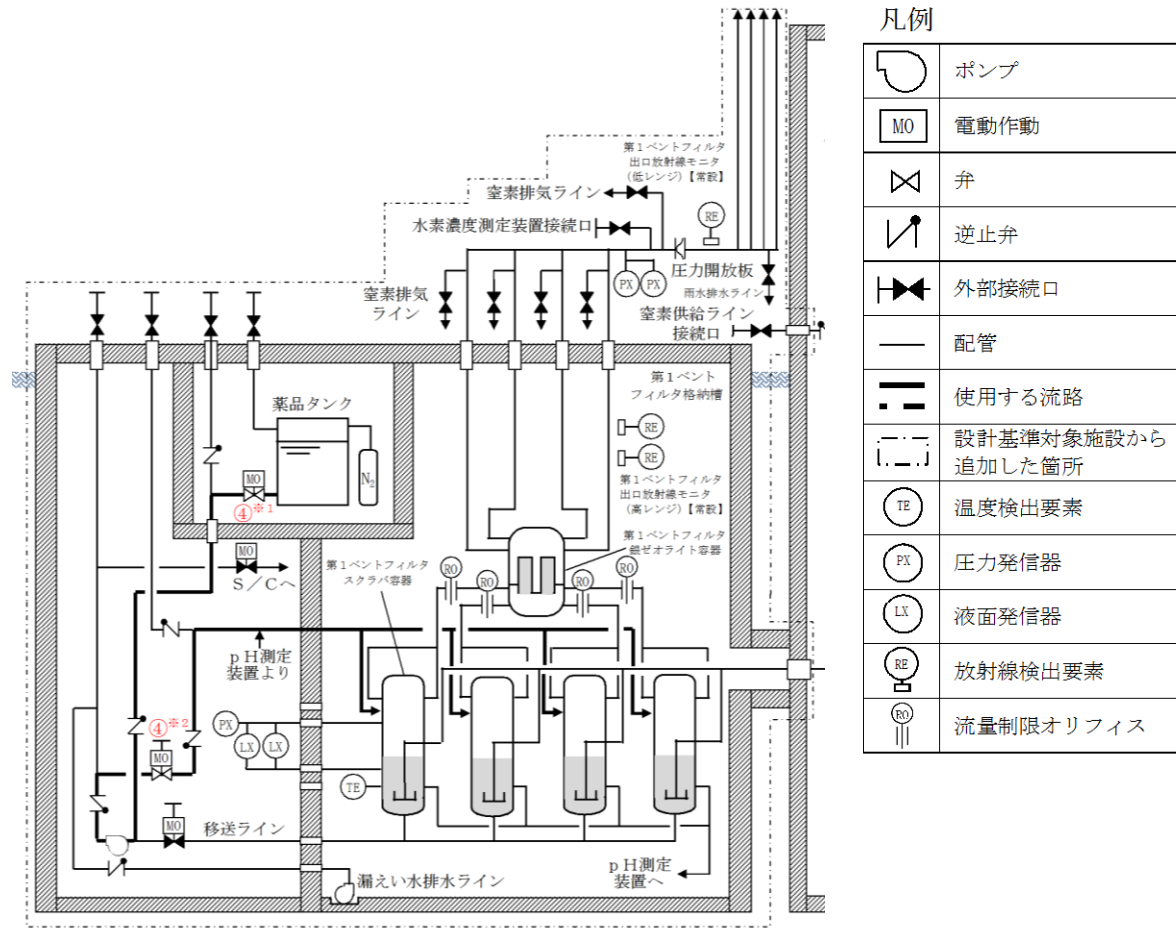 凡例
ポンプ
MO
電動作動
弁
逆止弁
外部接続口
配管
使用する流路
設計基準対象施設から
追加した箇所
TE
温度検出要素
PX
圧力発信器
LX
液面発信器
RE
放射線検出要素
RO
流量制限オリフィス
第1ベントフィルタ
出口放射線モニタ
(低レンジ)【常設】
窒素排気ライン
RE
水素濃度測定装置接続口
圧力開放板
PX
PX
雨水排水ライン
窒素排気
ライン
窒素供給ライン
接続口
第1ベント
フィルタ格納槽
薬品タンク
RE
RE
N₂
MO
④※1
第1ベントフィルタ
出口放射線モニタ
(高レンジ)【常設】
MO
S/Cへ
第1ベントフィルタ
スクラバ容器
第1ベントフィルタ
銀ゼオライト容器
RO
RO
RO
RO
pH測定
装置より
④※2
MO
PX
LX
LX
TE
MO
移送ライン
漏えい水排水ライン
pH測定
装置へ